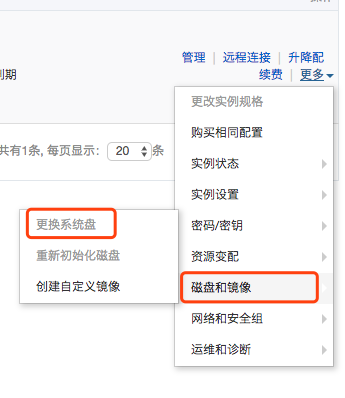 管理 | 远程连接 | 升降配
到期
续费 | 更多
更改实例规格
购买相同配置
共有1条, 每页显示: 20 条
实例状态
实例设置
密码/密钥
更换系统盘
资源变配
重新初始化磁盘
磁盘和镜像
创建自定义镜像
网络和安全组
运维和诊断